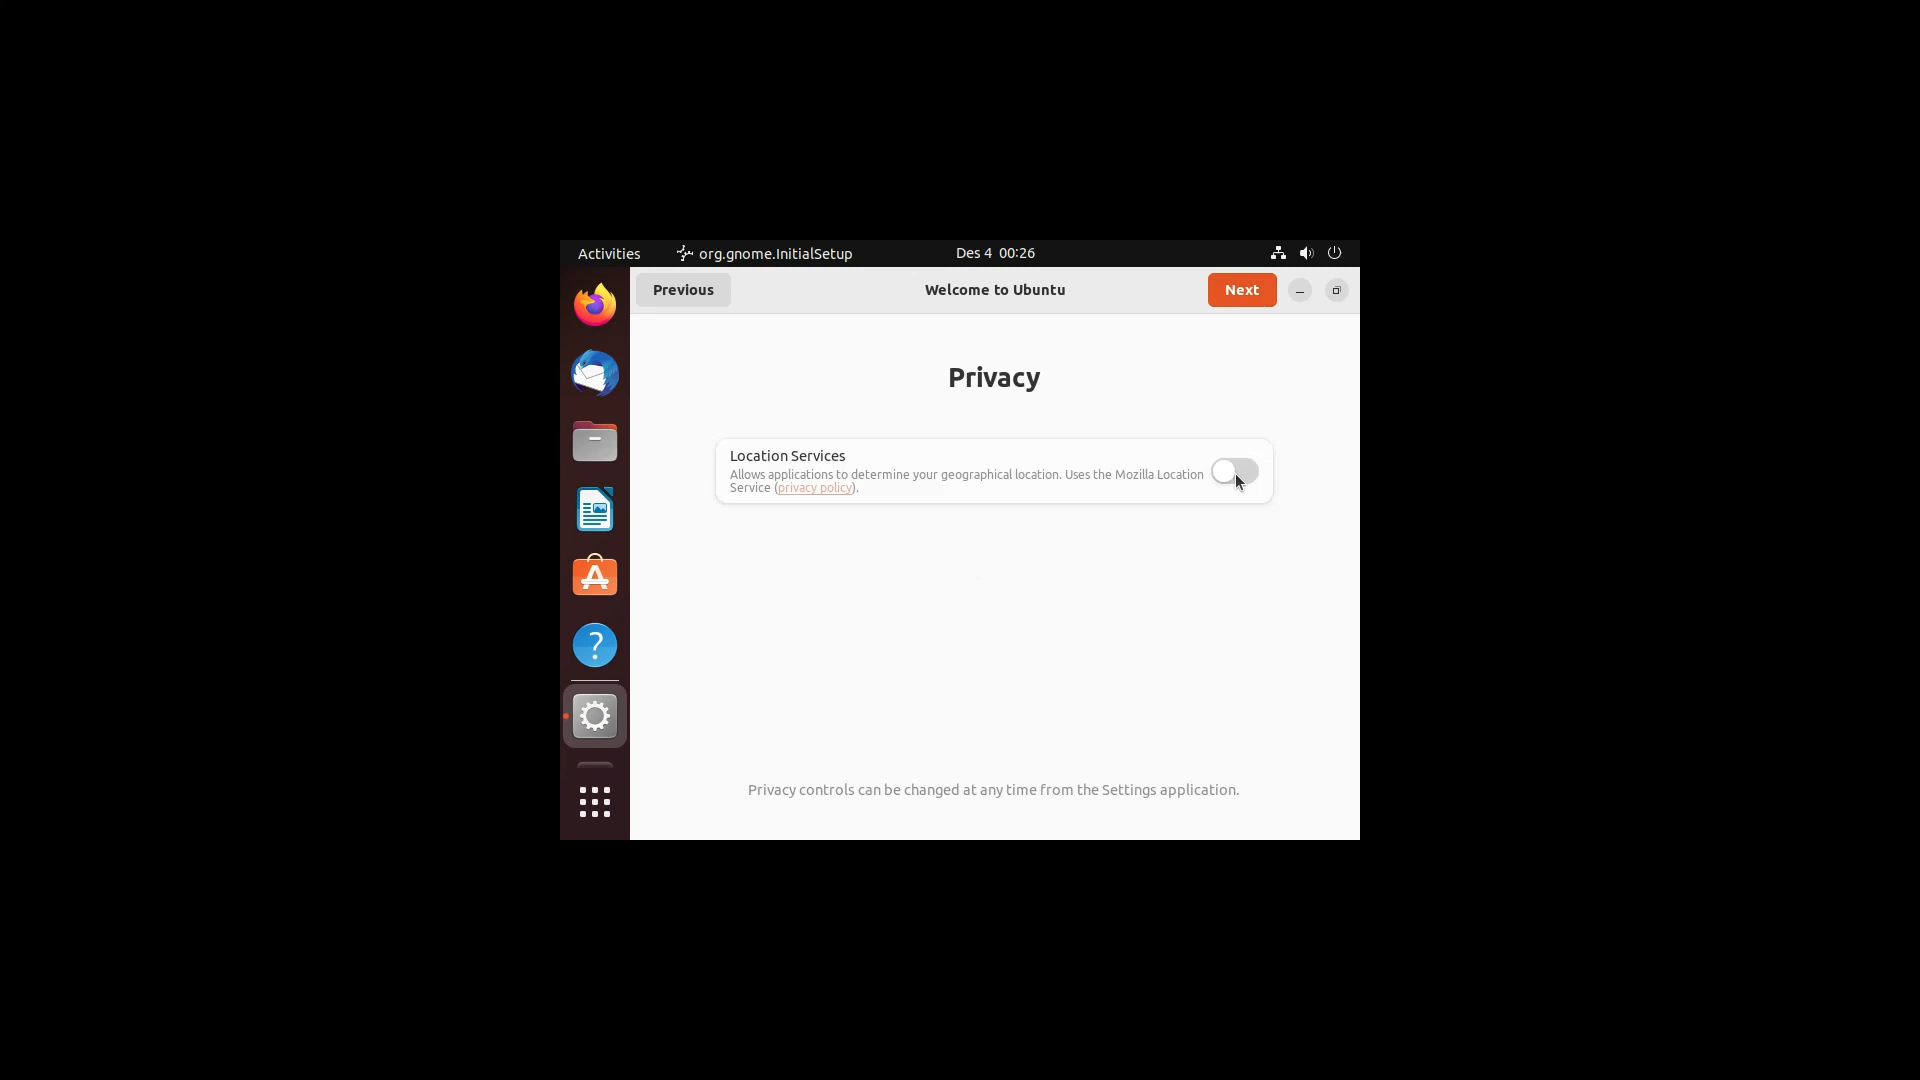 Activities org.gnome.InitialSetup Des 4 00:26
Previous Welcome to Ubuntu Next
Privacy
Location Services
Allows applications to determine your geographical location. Uses the Mozilla Location
Service (privacy policy).
Privacy controls can be changed at any time from the Settings application.